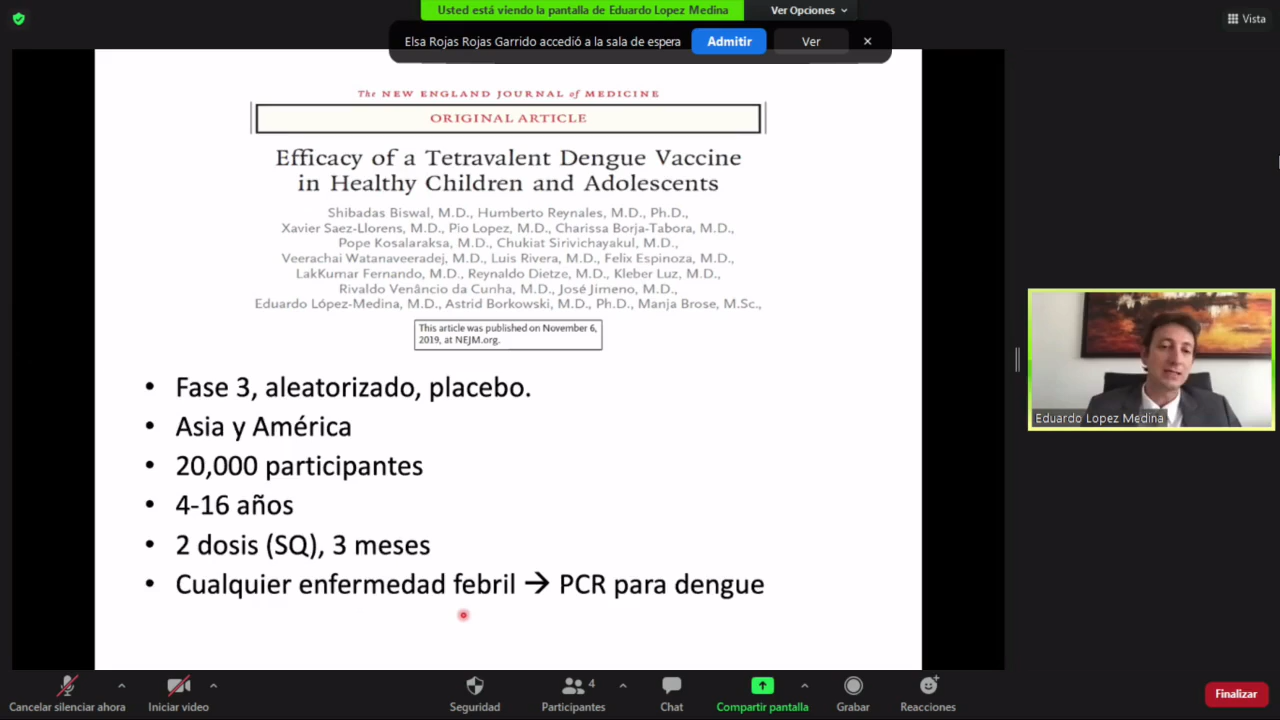 Usted está viendo la pantalla de Eduardo Lopez Medina
Ver Opciones
Vista
Elsa Rojas Rojas Garrido accedió a la sala de espera
Admitir
Ver
The NEW ENGLAND JOURNAL of MEDICINE
ORIGINAL ARTICLE
Efficacy of a Tetravalent Dengue Vaccine
in Healthy Children and Adolescents
Shibadas Biswal, M.D., Humberto Reynales, M.D., Ph.D.,
Xavier Saez-Llorens, M.D., Pio Lopez, M.D., Charissa Borja-Tabora, M.D.,
Pope Kosalaraksa, M.D., Chukiat Sirivichayakul, M.D.,
Veerachai Watanaveeradej, M.D., Luis Rivera, M.D., Felix Espinoza, M.D.,
LakKumar Fernando, M.D., Reynaldo Dietze, M.D., Kleber Luz, M.D.,
Rivaldo Venâncio da Cunha, M.D., José Jimeno, M.D.,
Eduardo López-Medina, M.D., Astrid Borkowski, M.D., Ph.D., Manja Brose, M.Sc.,
This article was published on November 6,
2019, at NEJM.org.
• Fase 3, aleatorizado, placebo.
• Asia y América
• 20,000 participantes
• 4-16 años
• 2 dosis (SQ), 3 meses
• Cualquier enfermedad febril → PCR para dengue
Eduardo Lopez Medina
Cancelar silenciar ahora
Iniciar video
Seguridad
4
Participantes
Chat
Compartir pantalla
Grabar
Reacciones
Finalizar